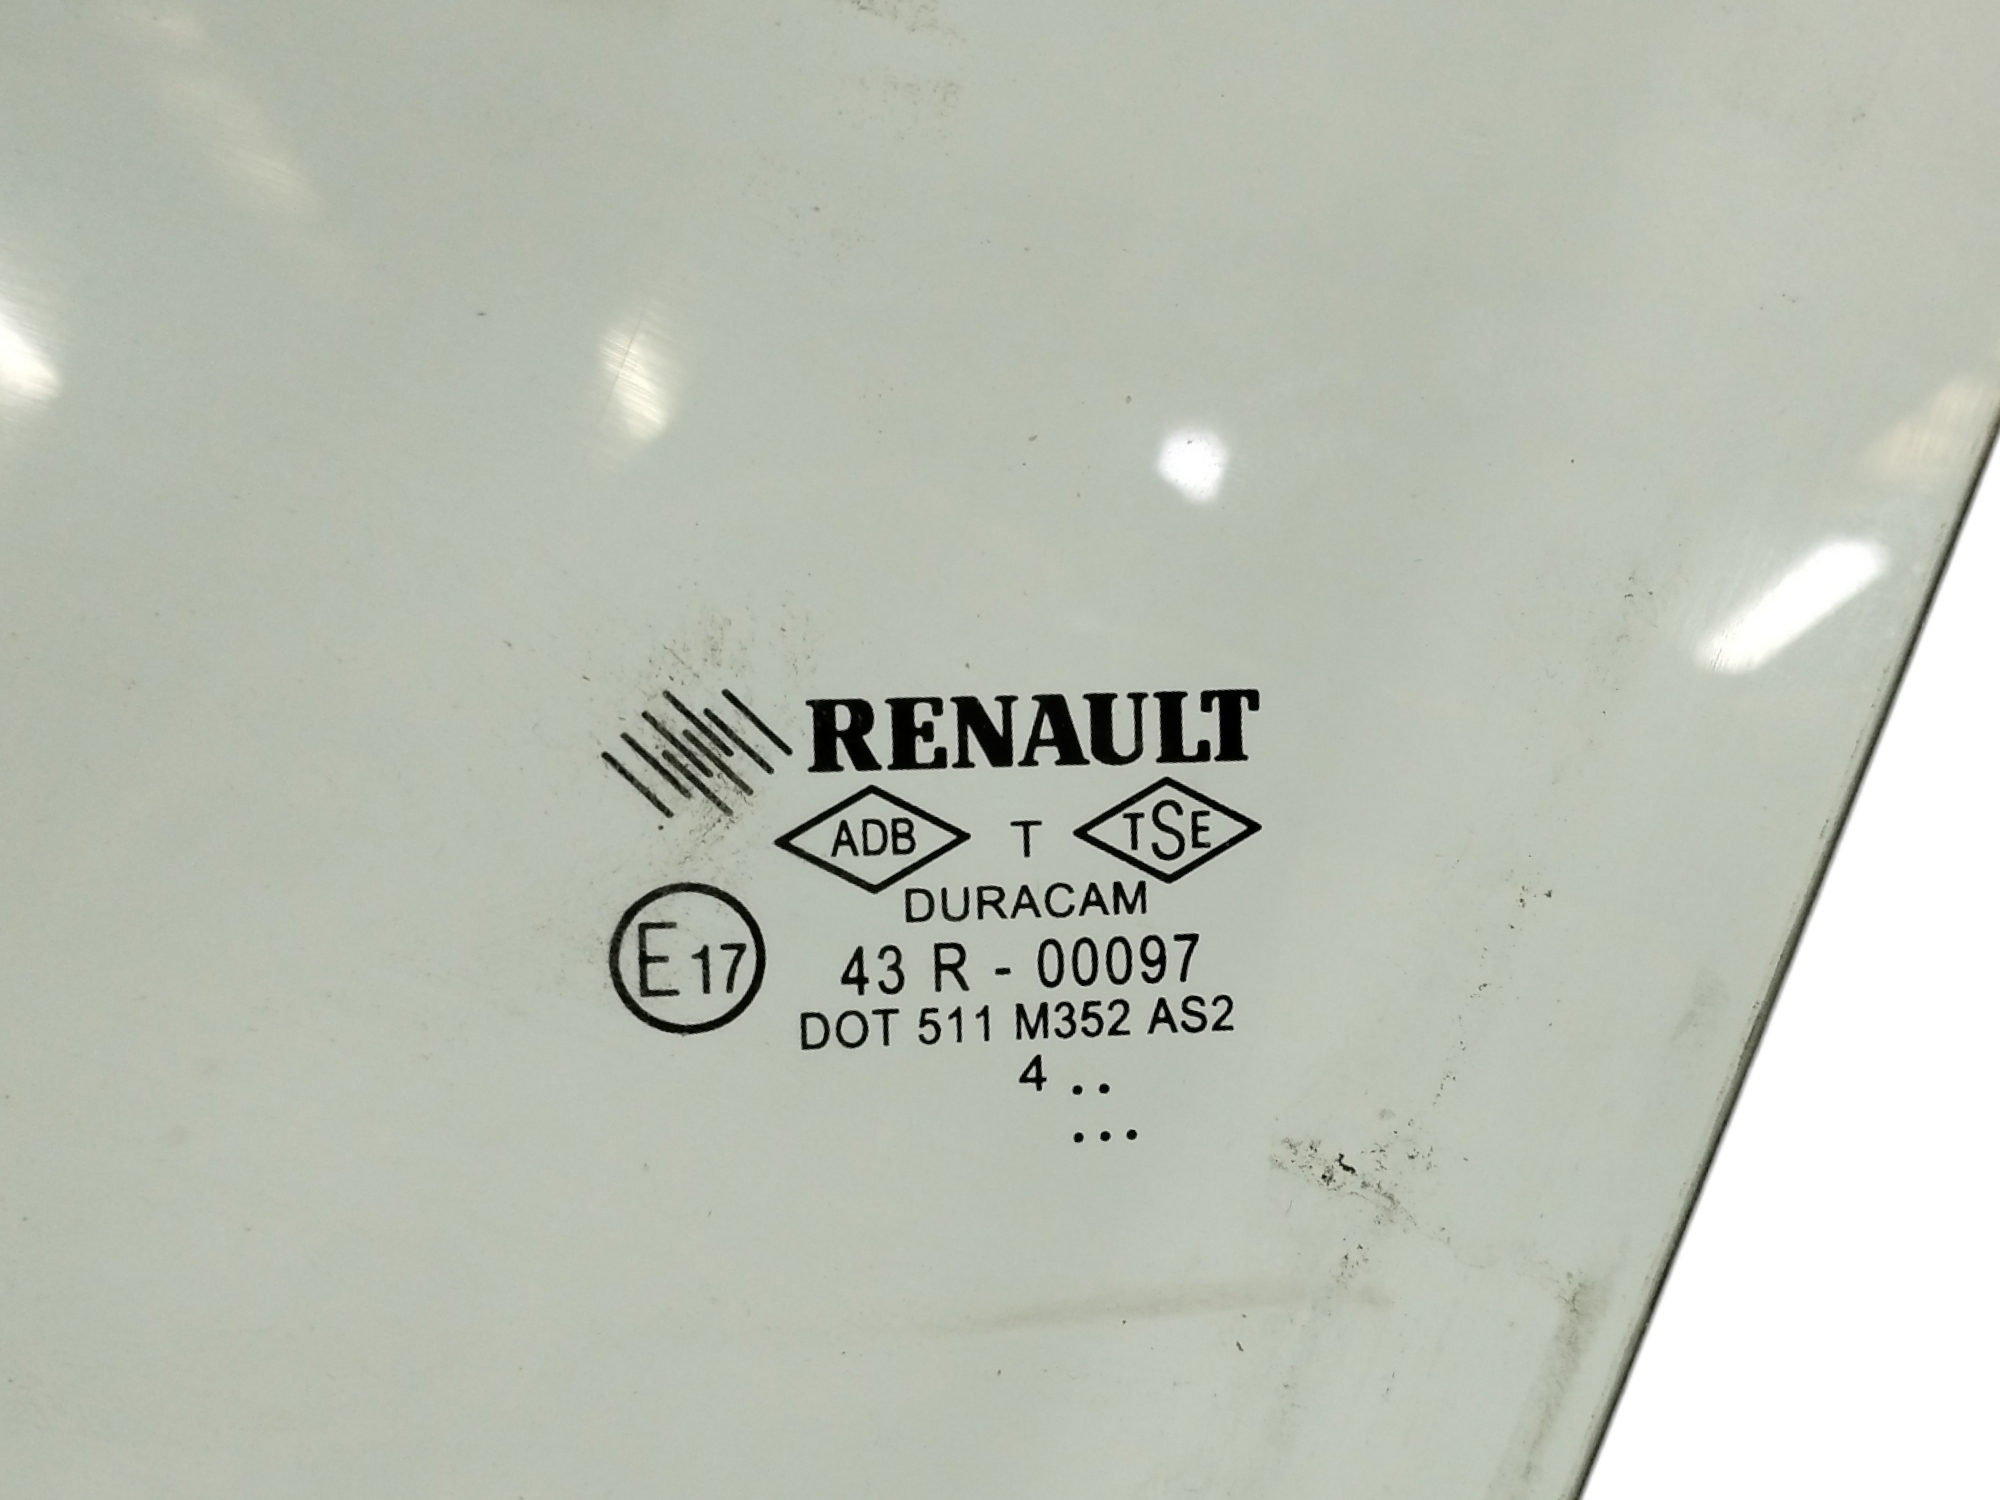 RENAULT
ADB T TSE
DURACAM
E17 43 R - 00097
DOT 511 M352 AS2
4 ..
...